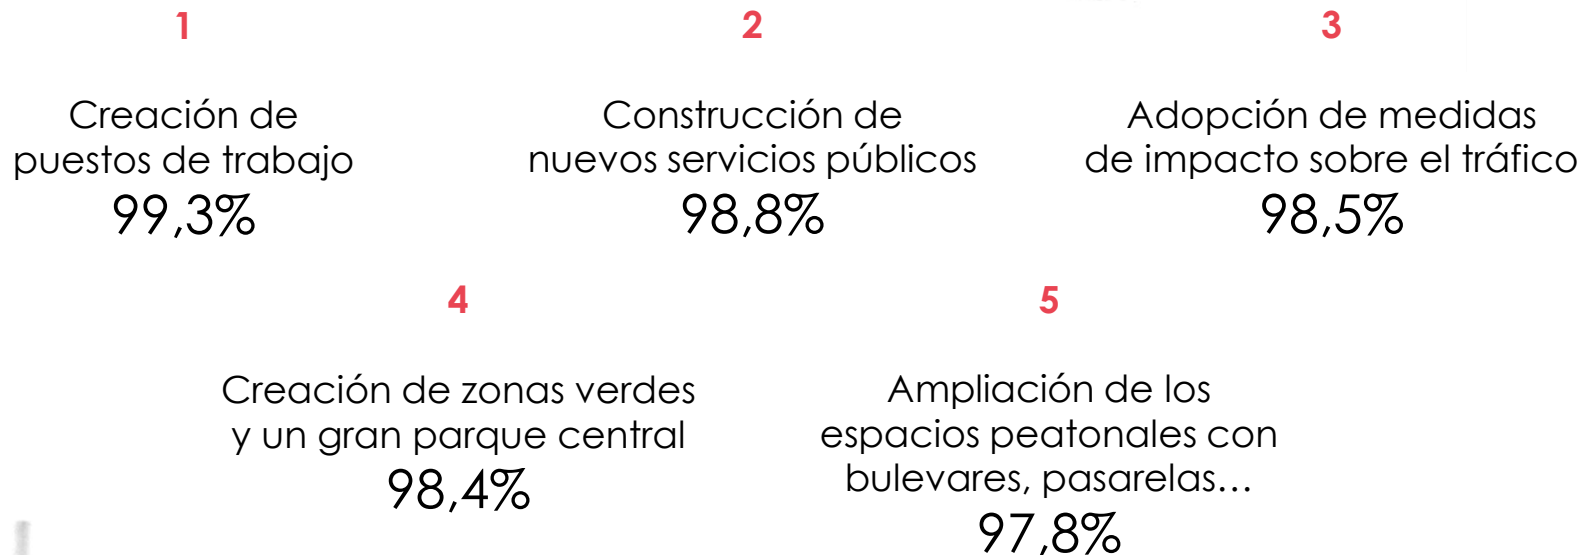 1
Creación de
puestos de trabajo
99,3%
2
Construcción de
nuevos servicios públicos
98,8%
3
Adopción de medidas
de impacto sobre el tráfico
98,5%
4
Creación de zonas verdes
y un gran parque central
98,4%
5
Ampliación de los
espacios peatonales con
bulevares, pasarelas…
97,8%